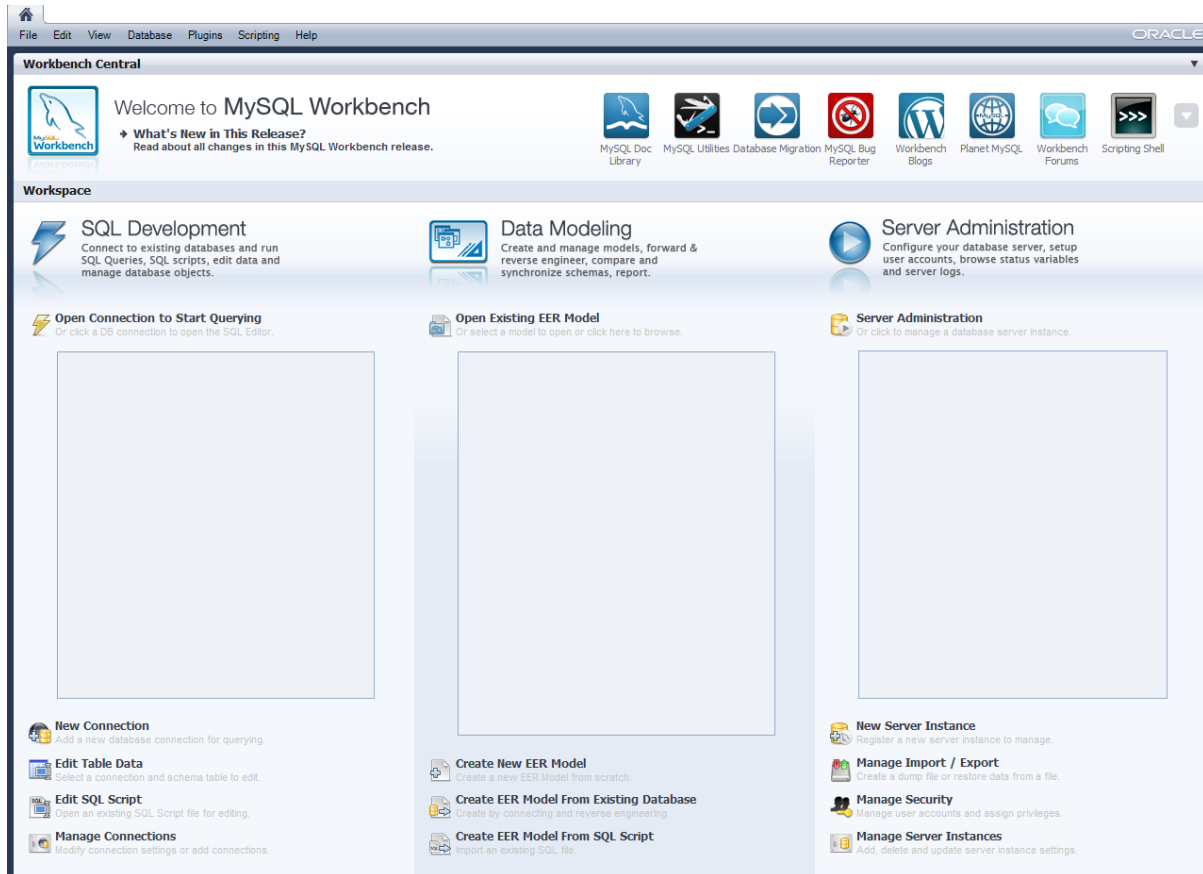 File Edit View Database Plugins Scripting Help
ORACLE
Workbench Central
MySQL
Workbench
Welcome to MySQL Workbench
What's New in This Release?
Read about all changes in this MySQL Workbench release.
MySQL Doc
Library
MySQL Utilities
Database Migration
MySQL Bug
Reporter
Workbench
Blogs
Planet MySQL
Workbench
Forums
Scripting Shell
Workspace
SQL Development
Connect to existing databases and run
SQL Queries, SQL scripts, edit data and
manage database objects.
Open Connection to Start Querying
Or click a DB connection to open the SQL Editor.
New Connection
Add a new database connection for querying.
Edit Table Data
Select a connection and schema table to edit.
Edit SQL Script
Open an existing SQL Script file for editing.
Manage Connections
Modify connection settings or add connections.
Data Modeling
Create and manage models, forward &
reverse engineer, compare and
synchronize schemas, report.
Open Existing EER Model
Or select a model to open or click here to browse.
Create New EER Model
Create a new EER Model from scratch.
Create EER Model From Existing Database
Create by connecting and reverse engineering.
Create EER Model From SQL Script
Import an existing SQL file.
Server Administration
Configure your database server, setup
user accounts, browse status variables
and server logs.
Server Administration
Or click to manage a database server instance.
New Server Instance
Register a new server instance to manage.
Manage Import / Export
Create a dump file or restore data from a file.
Manage Security
Manage user accounts and assign privileges.
Manage Server Instances
Add, delete and update server instance settings.